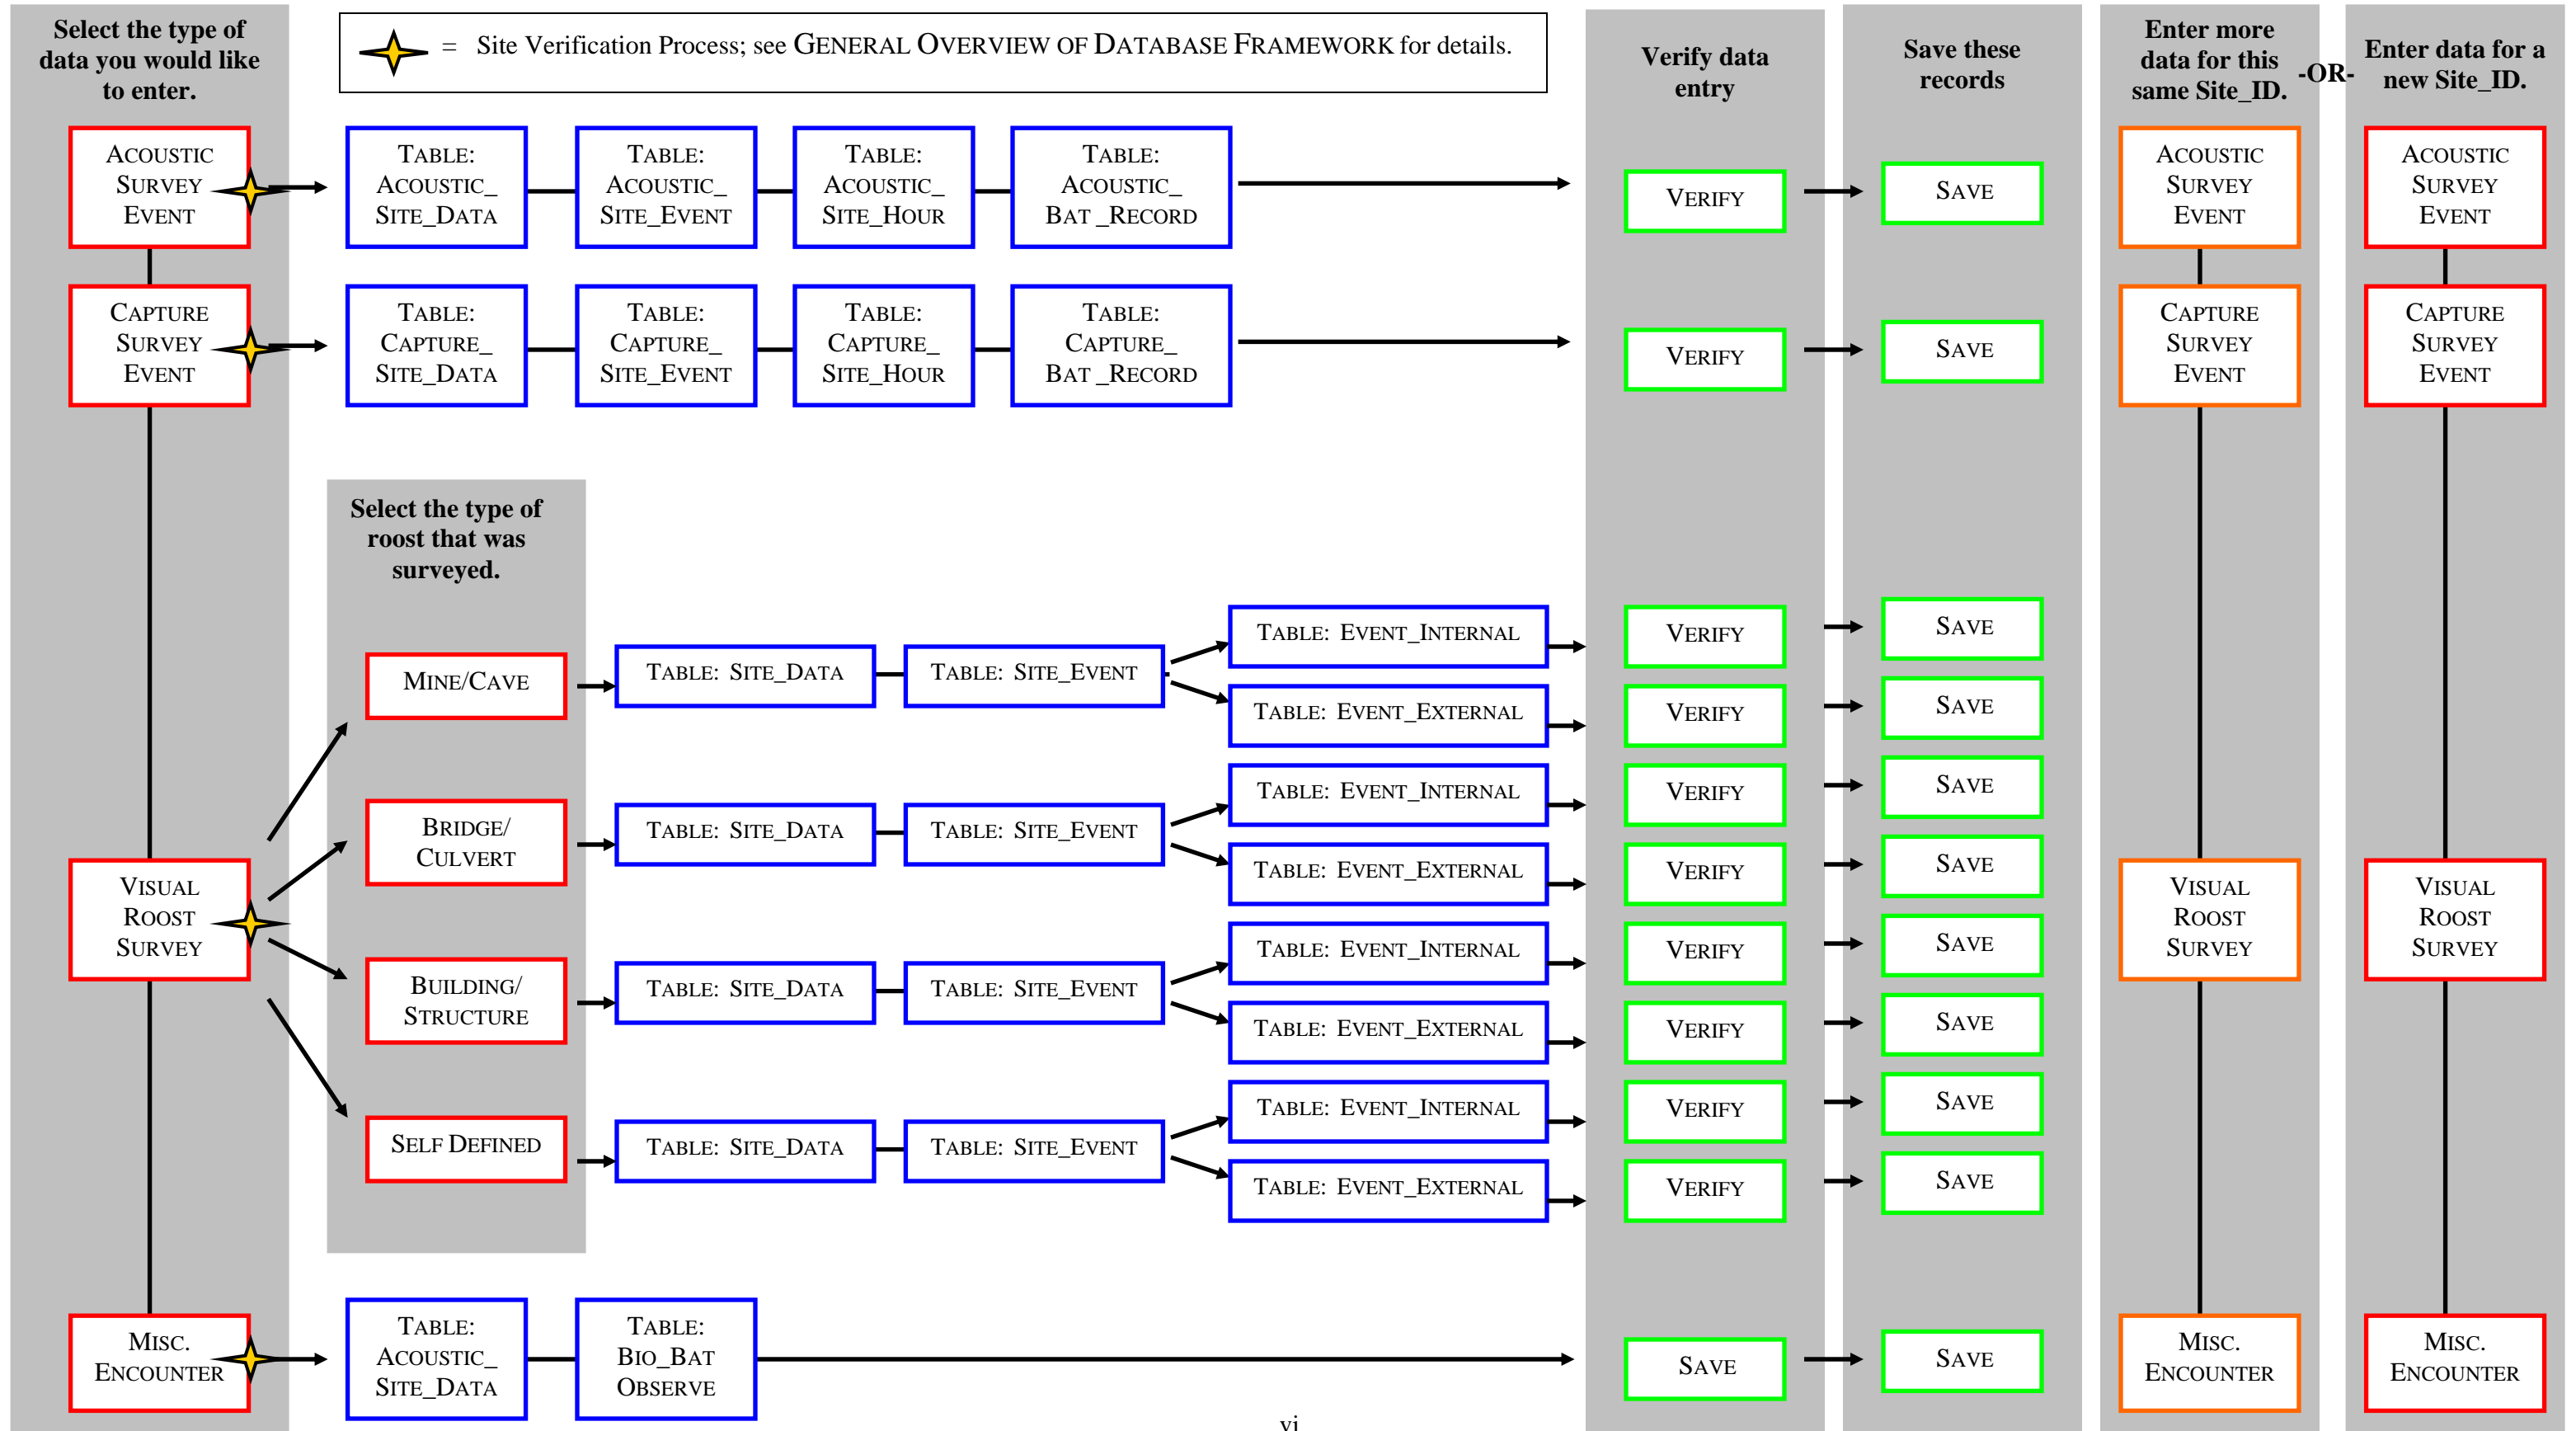 Select the type of
data you would like
to enter.
= Site Verification Process; see GENERAL OVERVIEW OF DATABASE FRAMEWORK for details.
Verify data
entry
Save these
records
Enter more
data for this
same Site_ID.
-OR-
Enter data for a
new Site_ID.
ACOUSTIC
SURVEY
EVENT
TABLE:
ACOUSTIC_
SITE_DATA
TABLE:
ACOUSTIC_
SITE_EVENT
TABLE:
ACOUSTIC_
SITE_HOUR
TABLE:
ACOUSTIC_
BAT _RECORD
VERIFY
SAVE
ACOUSTIC
SURVEY
EVENT
ACOUSTIC
SURVEY
EVENT
CAPTURE
SURVEY
EVENT
TABLE:
CAPTURE_
SITE_DATA
TABLE:
CAPTURE_
SITE_EVENT
TABLE:
CAPTURE_
SITE_HOUR
TABLE:
CAPTURE_
BAT _RECORD
VERIFY
SAVE
CAPTURE
SURVEY
EVENT
CAPTURE
SURVEY
EVENT
VISUAL
ROOST
SURVEY
Select the type of
roost that was
surveyed.
MINE/CAVE
TABLE: SITE_DATA
TABLE: SITE_EVENT
TABLE: EVENT_INTERNAL
VERIFY
SAVE
TABLE: EVENT_EXTERNAL
VERIFY
SAVE
BRIDGE/
CULVERT
TABLE: SITE_DATA
TABLE: SITE_EVENT
TABLE: EVENT_INTERNAL
VERIFY
SAVE
TABLE: EVENT_EXTERNAL
VERIFY
SAVE
BUILDING/
STRUCTURE
TABLE: SITE_DATA
TABLE: SITE_EVENT
TABLE: EVENT_INTERNAL
VERIFY
SAVE
TABLE: EVENT_EXTERNAL
VERIFY
SAVE
SELF DEFINED
TABLE: SITE_DATA
TABLE: SITE_EVENT
TABLE: EVENT_INTERNAL
VERIFY
SAVE
TABLE: EVENT_EXTERNAL
VERIFY
SAVE
VISUAL
ROOST
SURVEY
VISUAL
ROOST
SURVEY
MISC.
ENCOUNTER
TABLE:
ACOUSTIC_
SITE_DATA
TABLE:
BIO_BAT
OBSERVE
SAVE
SAVE
MISC.
ENCOUNTER
MISC.
ENCOUNTER
vi